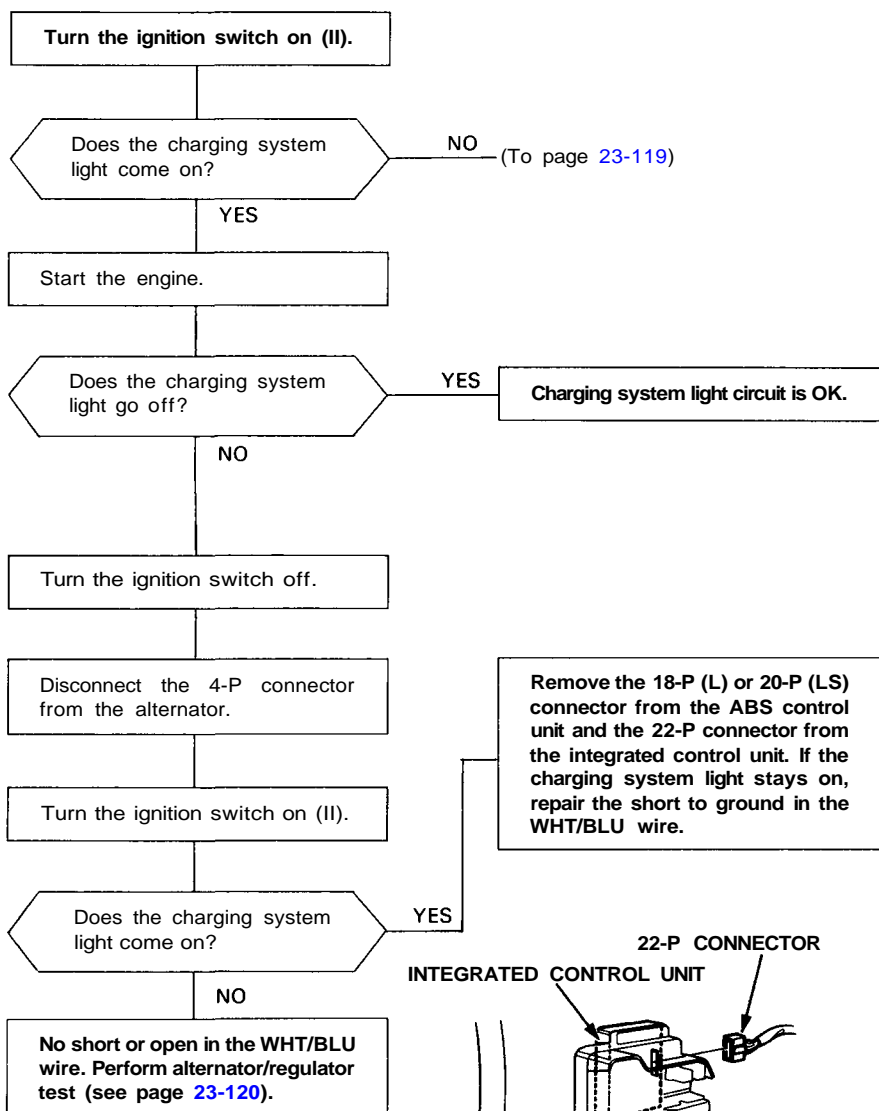 Turn the ignition switch on (II).
Does the charging system
light come on?
NO
(To page 23-119)
YES
Start the engine.
Does the charging system
light go off?
YES
Charging system light circuit is OK.
NO
Turn the ignition switch off.
Disconnect the 4-P connector
from the alternator.
Remove the 18-P (L) or 20-P (LS)
connector from the ABS control
unit and the 22-P connector from
the integrated control unit. If the
charging system light stays on,
repair the short to ground in the
WHT/BLU wire.
Turn the ignition switch on (II).
Does the charging system
light come on?
YES
22-P CONNECTOR
INTEGRATED CONTROL UNIT
NO
No short or open in the WHT/BLU
wire. Perform alternator/regulator
test (see page 23-120).